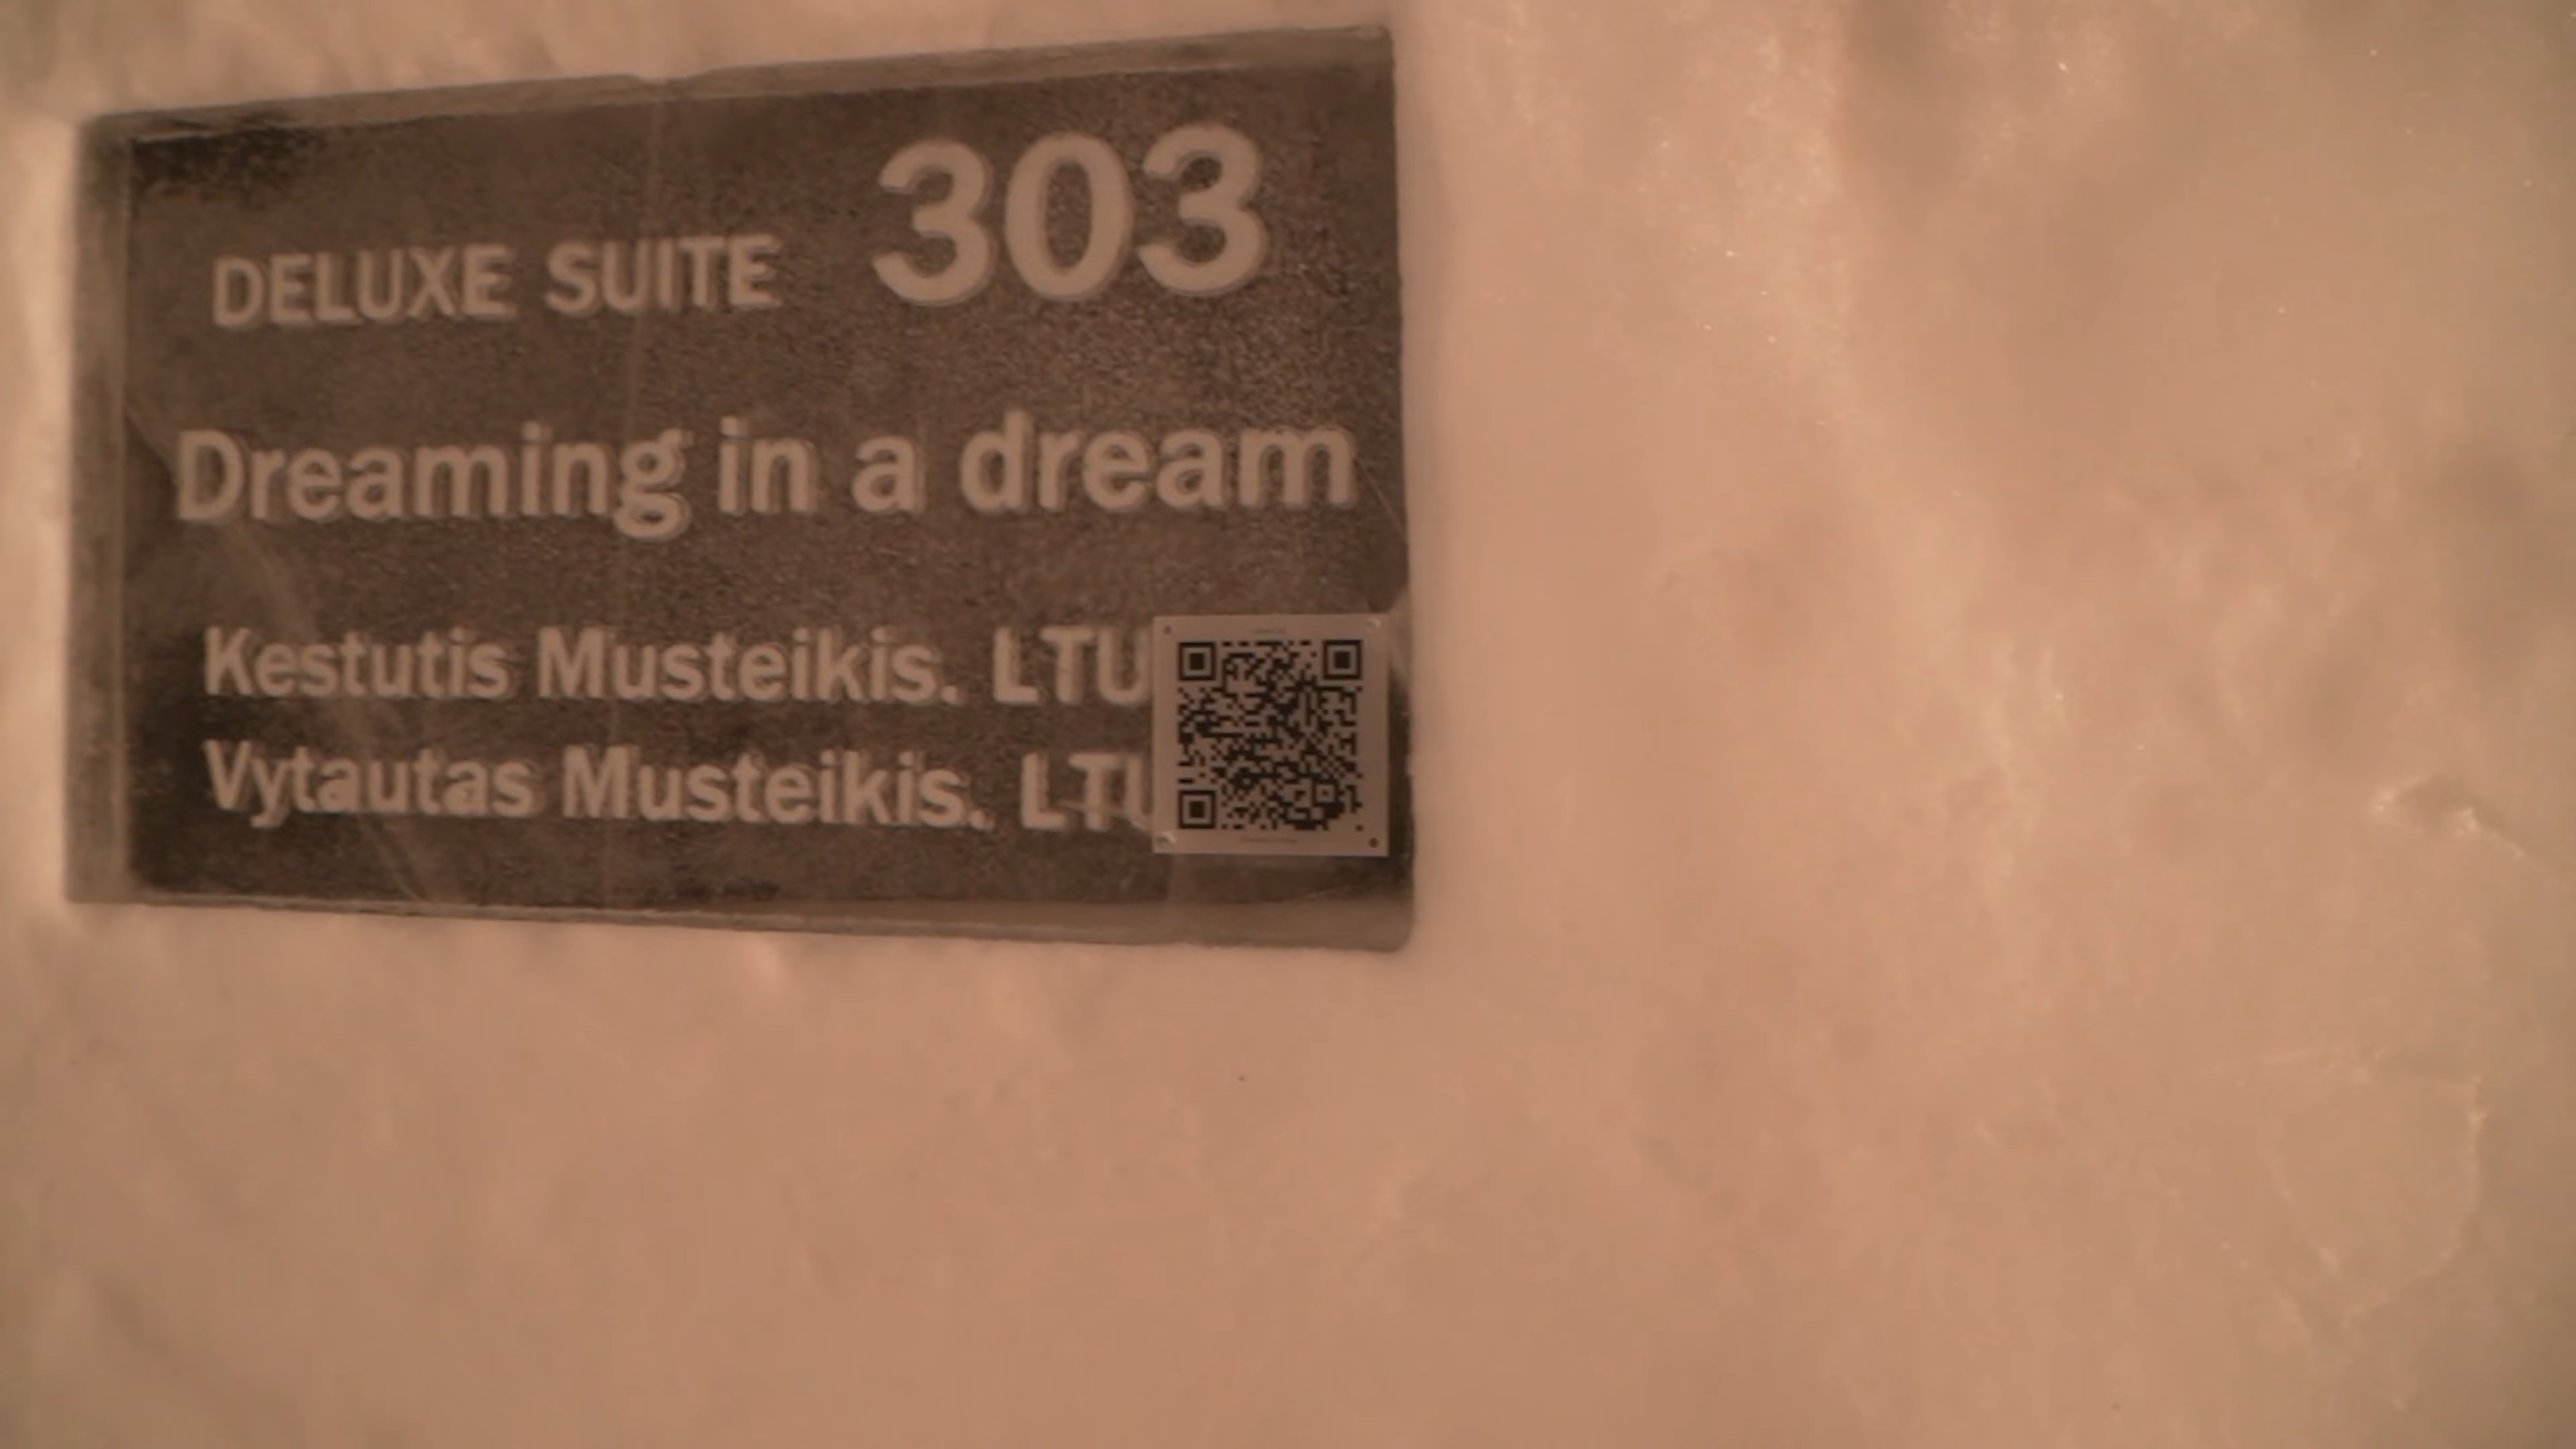 DELUXE SUITE 303
Dreaming in a dream
Kestutis Musteikis. LTU
Vytautas Musteikis. LTU